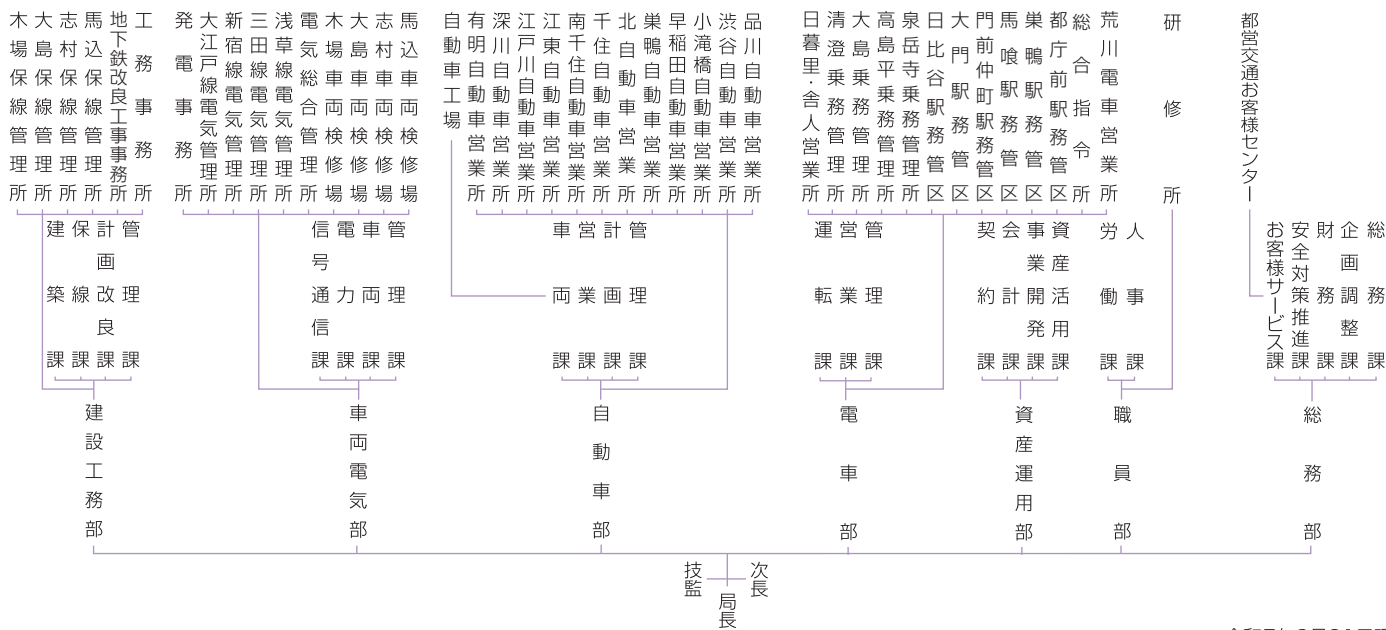 都営交通お客様センター
研修所
荒川電車営業所
総合指令所
都庁前駅務管区
巣鴨駅務管区
馬喰駅務管区
門前仲町駅務管区
大門駅務管区
日比谷駅務管区
泉岳寺乗務管理所
高島平乗務管理所
大島乗務管理所
清澄乗務管理所
日暮里・舎人営業所
品川自動車営業所
渋谷自動車営業所
小滝橋自動車営業所
早稲田自動車営業所
巣鴨自動車営業所
北自動車営業所
千住自動車営業所
南千住自動車営業所
江東自動車営業所
江戸川自動車営業所
深川自動車営業所
有明自動車営業所
自動車工場
馬込車両検修場
志村車両検修場
大島車両検修場
木場車両検修場
電気総合管理所
浅草線電気管理所
三田線電気管理所
新宿線電気管理所
大江戸線電気管理所
発電事務所
工務事務所
地下鉄改良工事事務所
馬込保線管理所
志村保線管理所
大島保線管理所
木場保線管理所
総務課
企画調整課
財務課
安全対策推進課
お客様サービス課
人事課
労働課
資産活用課
事業開発課
会計課
契約課
管理課
営業課
運転課
管理課
計画課
営業課
車両課
管理課
車両課
電力課
信号通信課
管理課
計画改良課
保線課
建築課
総務部
職員部
資産運用部
電車部
自動車部
車両電気部
建設工務部
次長
技監
局長